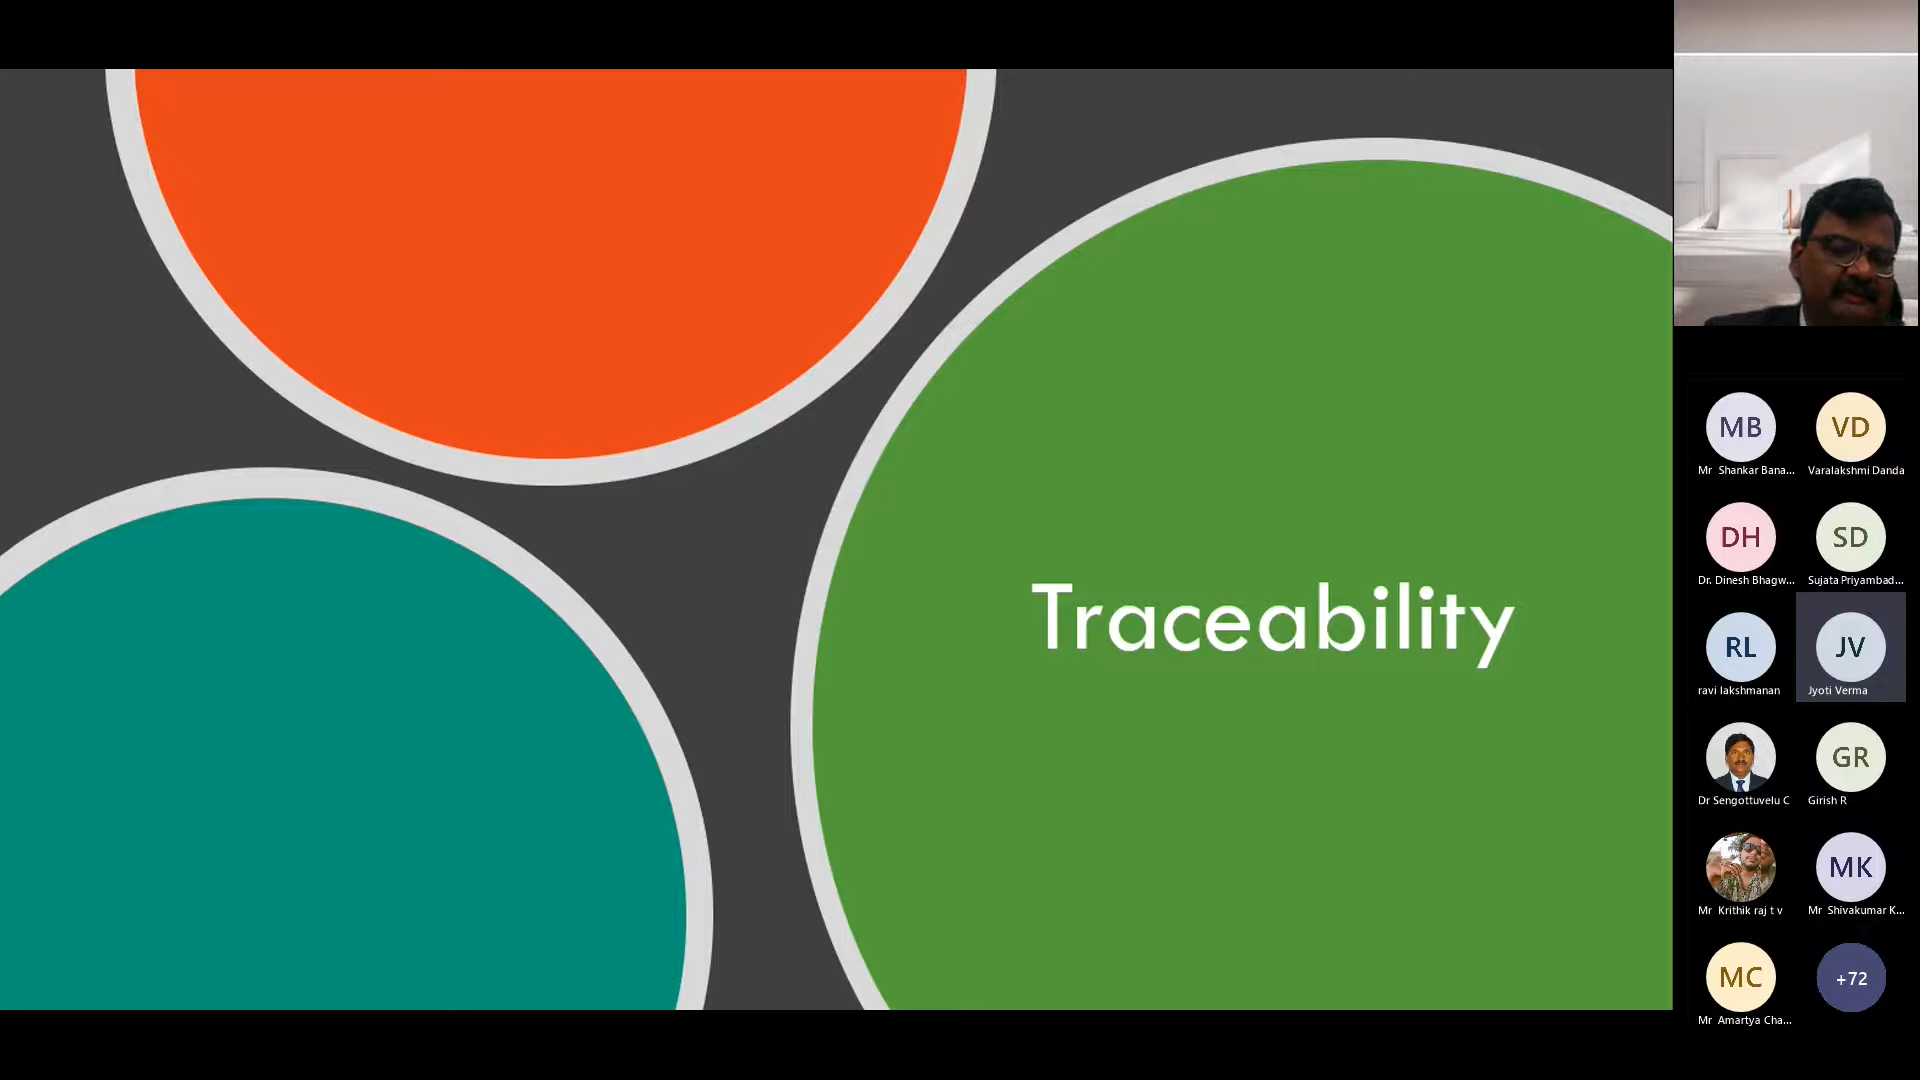 Traceability
MB
VD
Mr Shankar Bana...
Varalakshmi Danda
DH
SD
Dr. Dinesh Bhagw...
Sujata Priyambad...
RL
JV
ravi lakshmanan
Jyoti Verma
GR
Dr Sengottuvelu C
Girish R
MK
Mr Krithik raj t v
Mr Shivakumar K...
MC
+72
Mr Amartya Cha...